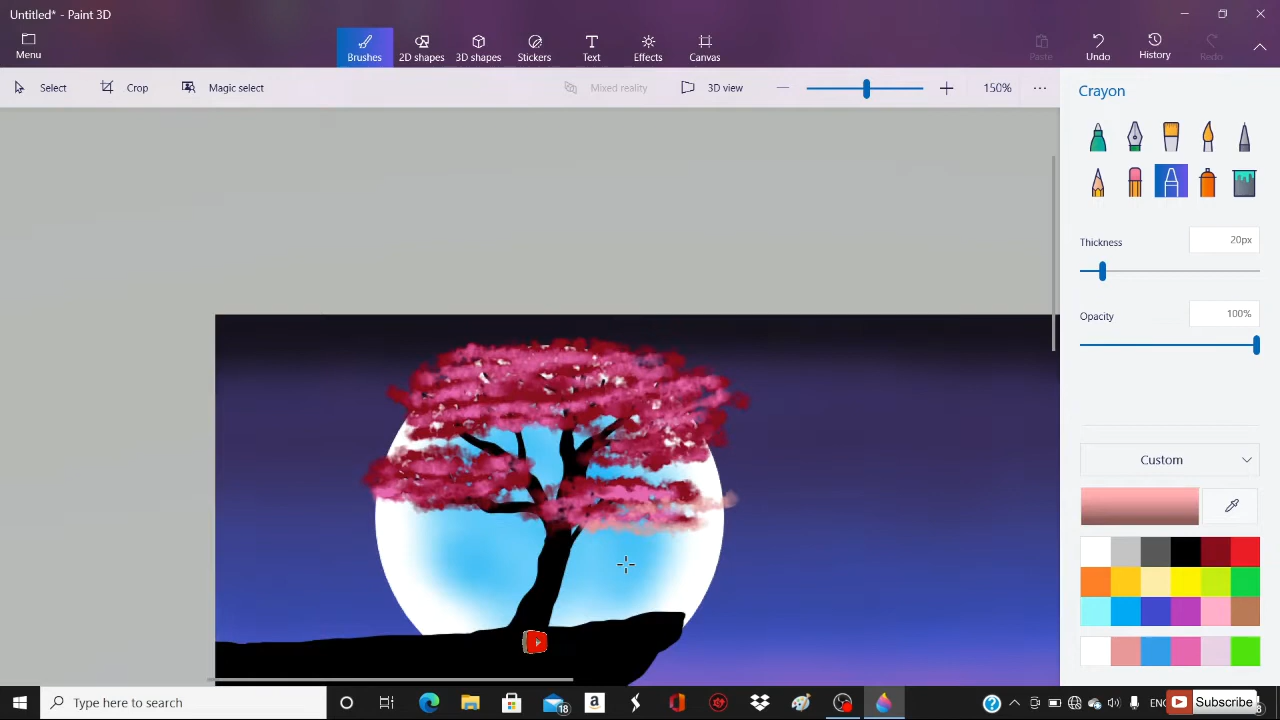 Untitled* - Paint 3D
Menu
Brushes
2D shapes
3D shapes
Stickers
Text
Effects
Canvas
Paste
Undo
History
Redo
Select
Crop
Magic select
Mixed reality
3D view
150%
Crayon
Thickness
20px
Opacity
100%
Custom
Type here to search
18
a
ENG
Subscribe